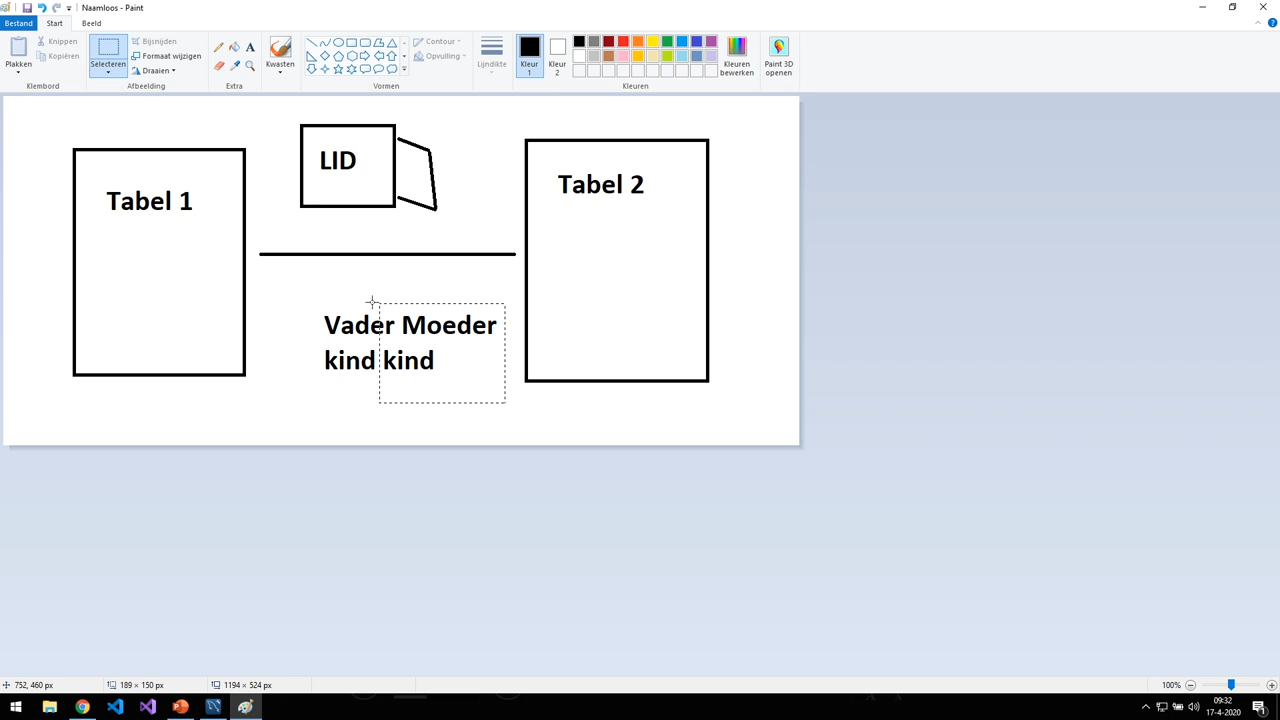 Naamloos - Paint
Bestand Start Beeld
Plakken
Knippen
Kopiëren
Klembord
Selecteren
Bijsnijden
Formaat wijzigen
Draaien
Afbeelding
A
Extra
Kwasten
Contour
Opvulling
Vormen
Lijndikte
Kleur
1
Kleur
2
Kleuren
bewerken
Paint 3D
openen
Kleuren
LID
Tabel 1
Tabel 2
Vader Moeder
kind kind
752, 460 px
189 × 150 px
1194 × 524 px
100%
09:32
17-4-2020